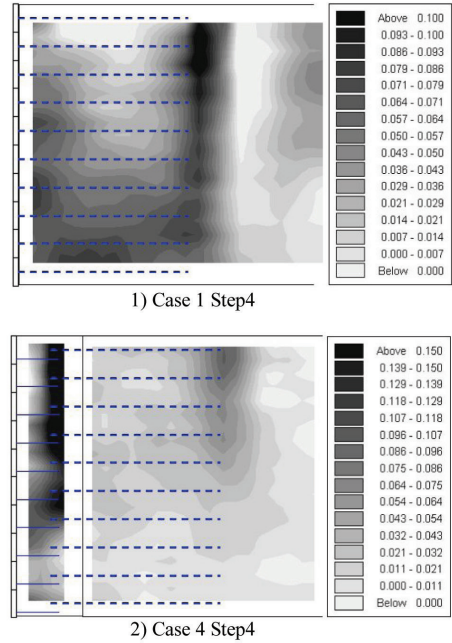 Above 0.100
0.093 - 0.100
0.086 - 0.093
0.079 - 0.086
0.071 - 0.079
0.064 - 0.071
0.057 - 0.064
0.050 - 0.057
0.043 - 0.050
0.036 - 0.043
0.029 - 0.036
0.021 - 0.029
0.014 - 0.021
0.007 - 0.014
0.000 - 0.007
Below 0.000
1) Case 1 Step4
Above 0.150
0.139 - 0.150
0.129 - 0.139
0.118 - 0.129
0.107 - 0.118
0.096 - 0.107
0.086 - 0.096
0.075 - 0.086
0.064 - 0.075
0.054 - 0.064
0.043 - 0.054
0.032 - 0.043
0.021 - 0.032
0.011 - 0.021
0.000 - 0.011
Below 0.000
2) Case 4 Step4